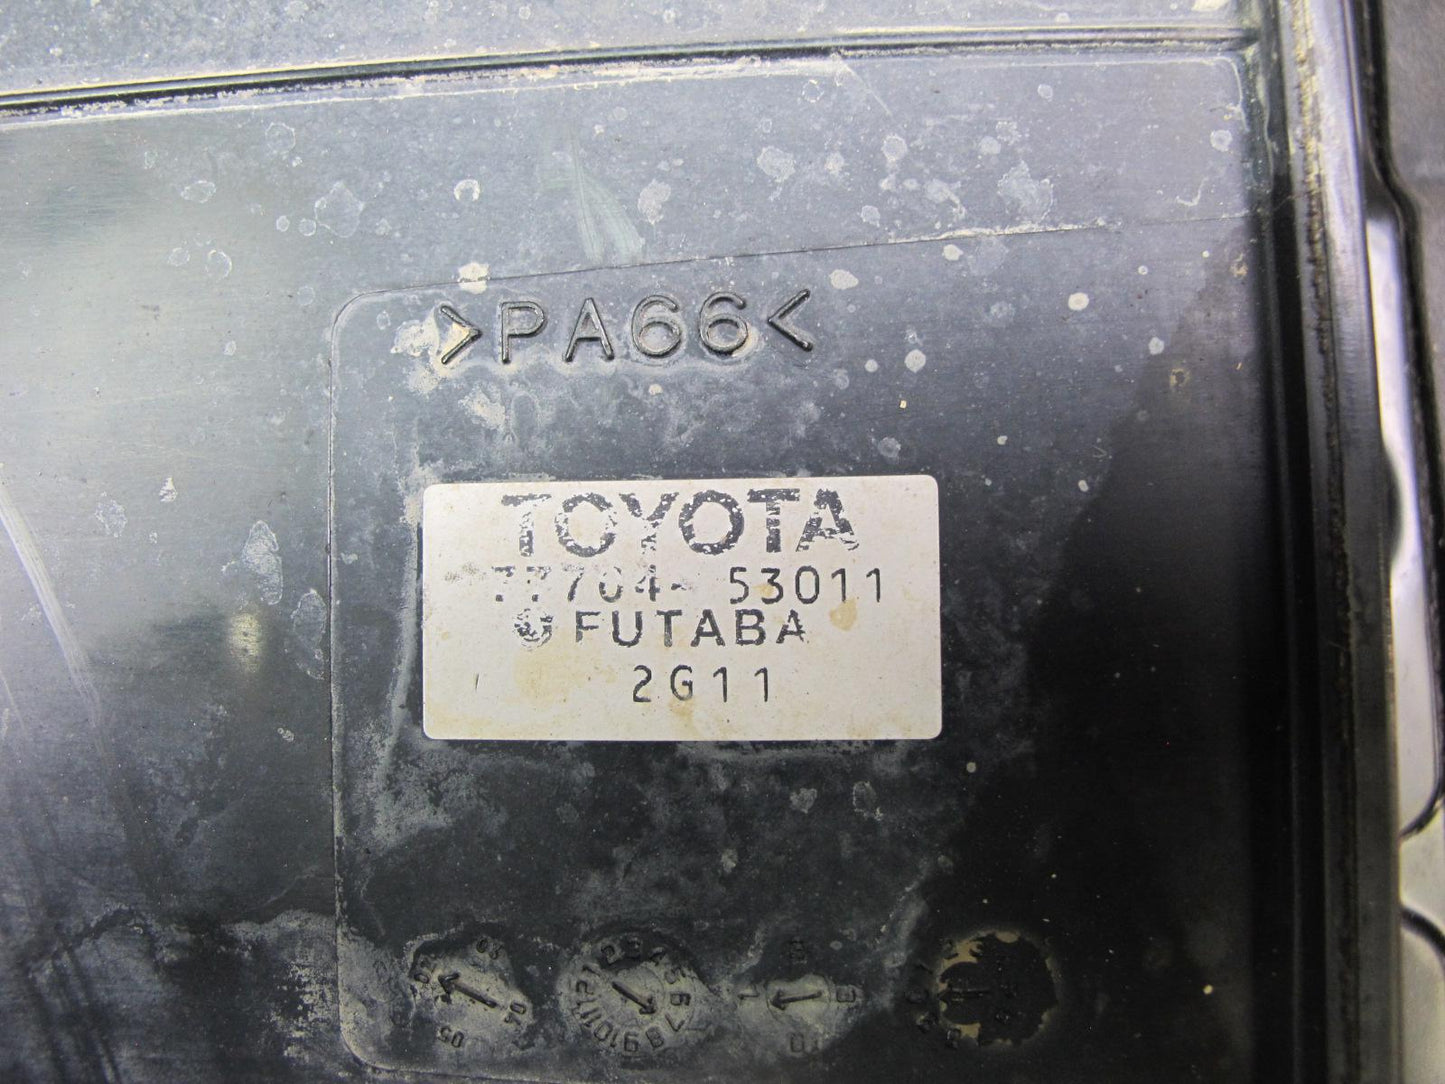 >PA66<
TOYOTA
77704-53011
FUTABA
2G11